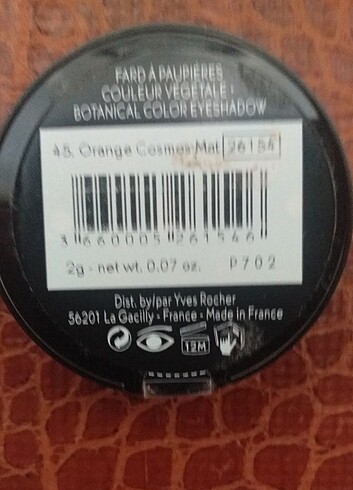 FARD À PAUPIÈRES
COULEUR VÉGÉTALE :
BOTANICAL COLOR EYESHADOW
45. Orange Cosmos Mat 26154
3 660005 261546
2g - net wt. 0.07 oz. P702
Dist. by/par Yves Rocher
56201 La Gacilly - France - Made in France
12M